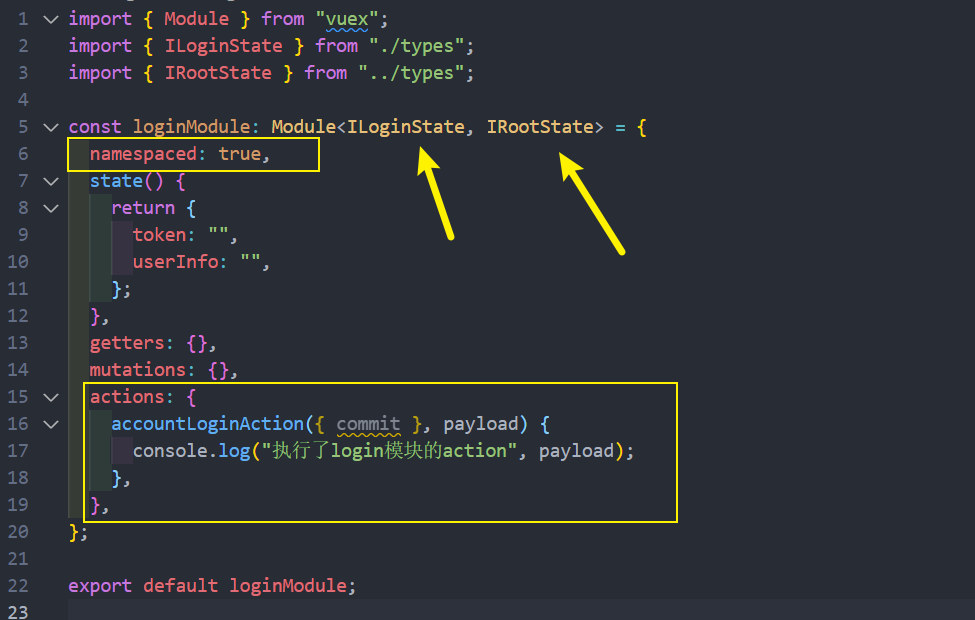 1 import { Module } from "vuex";
2 import { ILoginState } from "./types";
3 import { IRootState } from "../types";
4
5 const loginModule: Module<ILoginState, IRootState> = {
6 namespaced: true,
7 state() {
8 return {
9 token: "",
10 userInfo: "",
11 };
12 },
13 getters: {},
14 mutations: {},
15 actions: {
16 accountLoginAction({ commit }, payload) {
17 console.log("执行了login模块的action", payload);
18 },
19 },
20 };
21
22 export default loginModule;
23